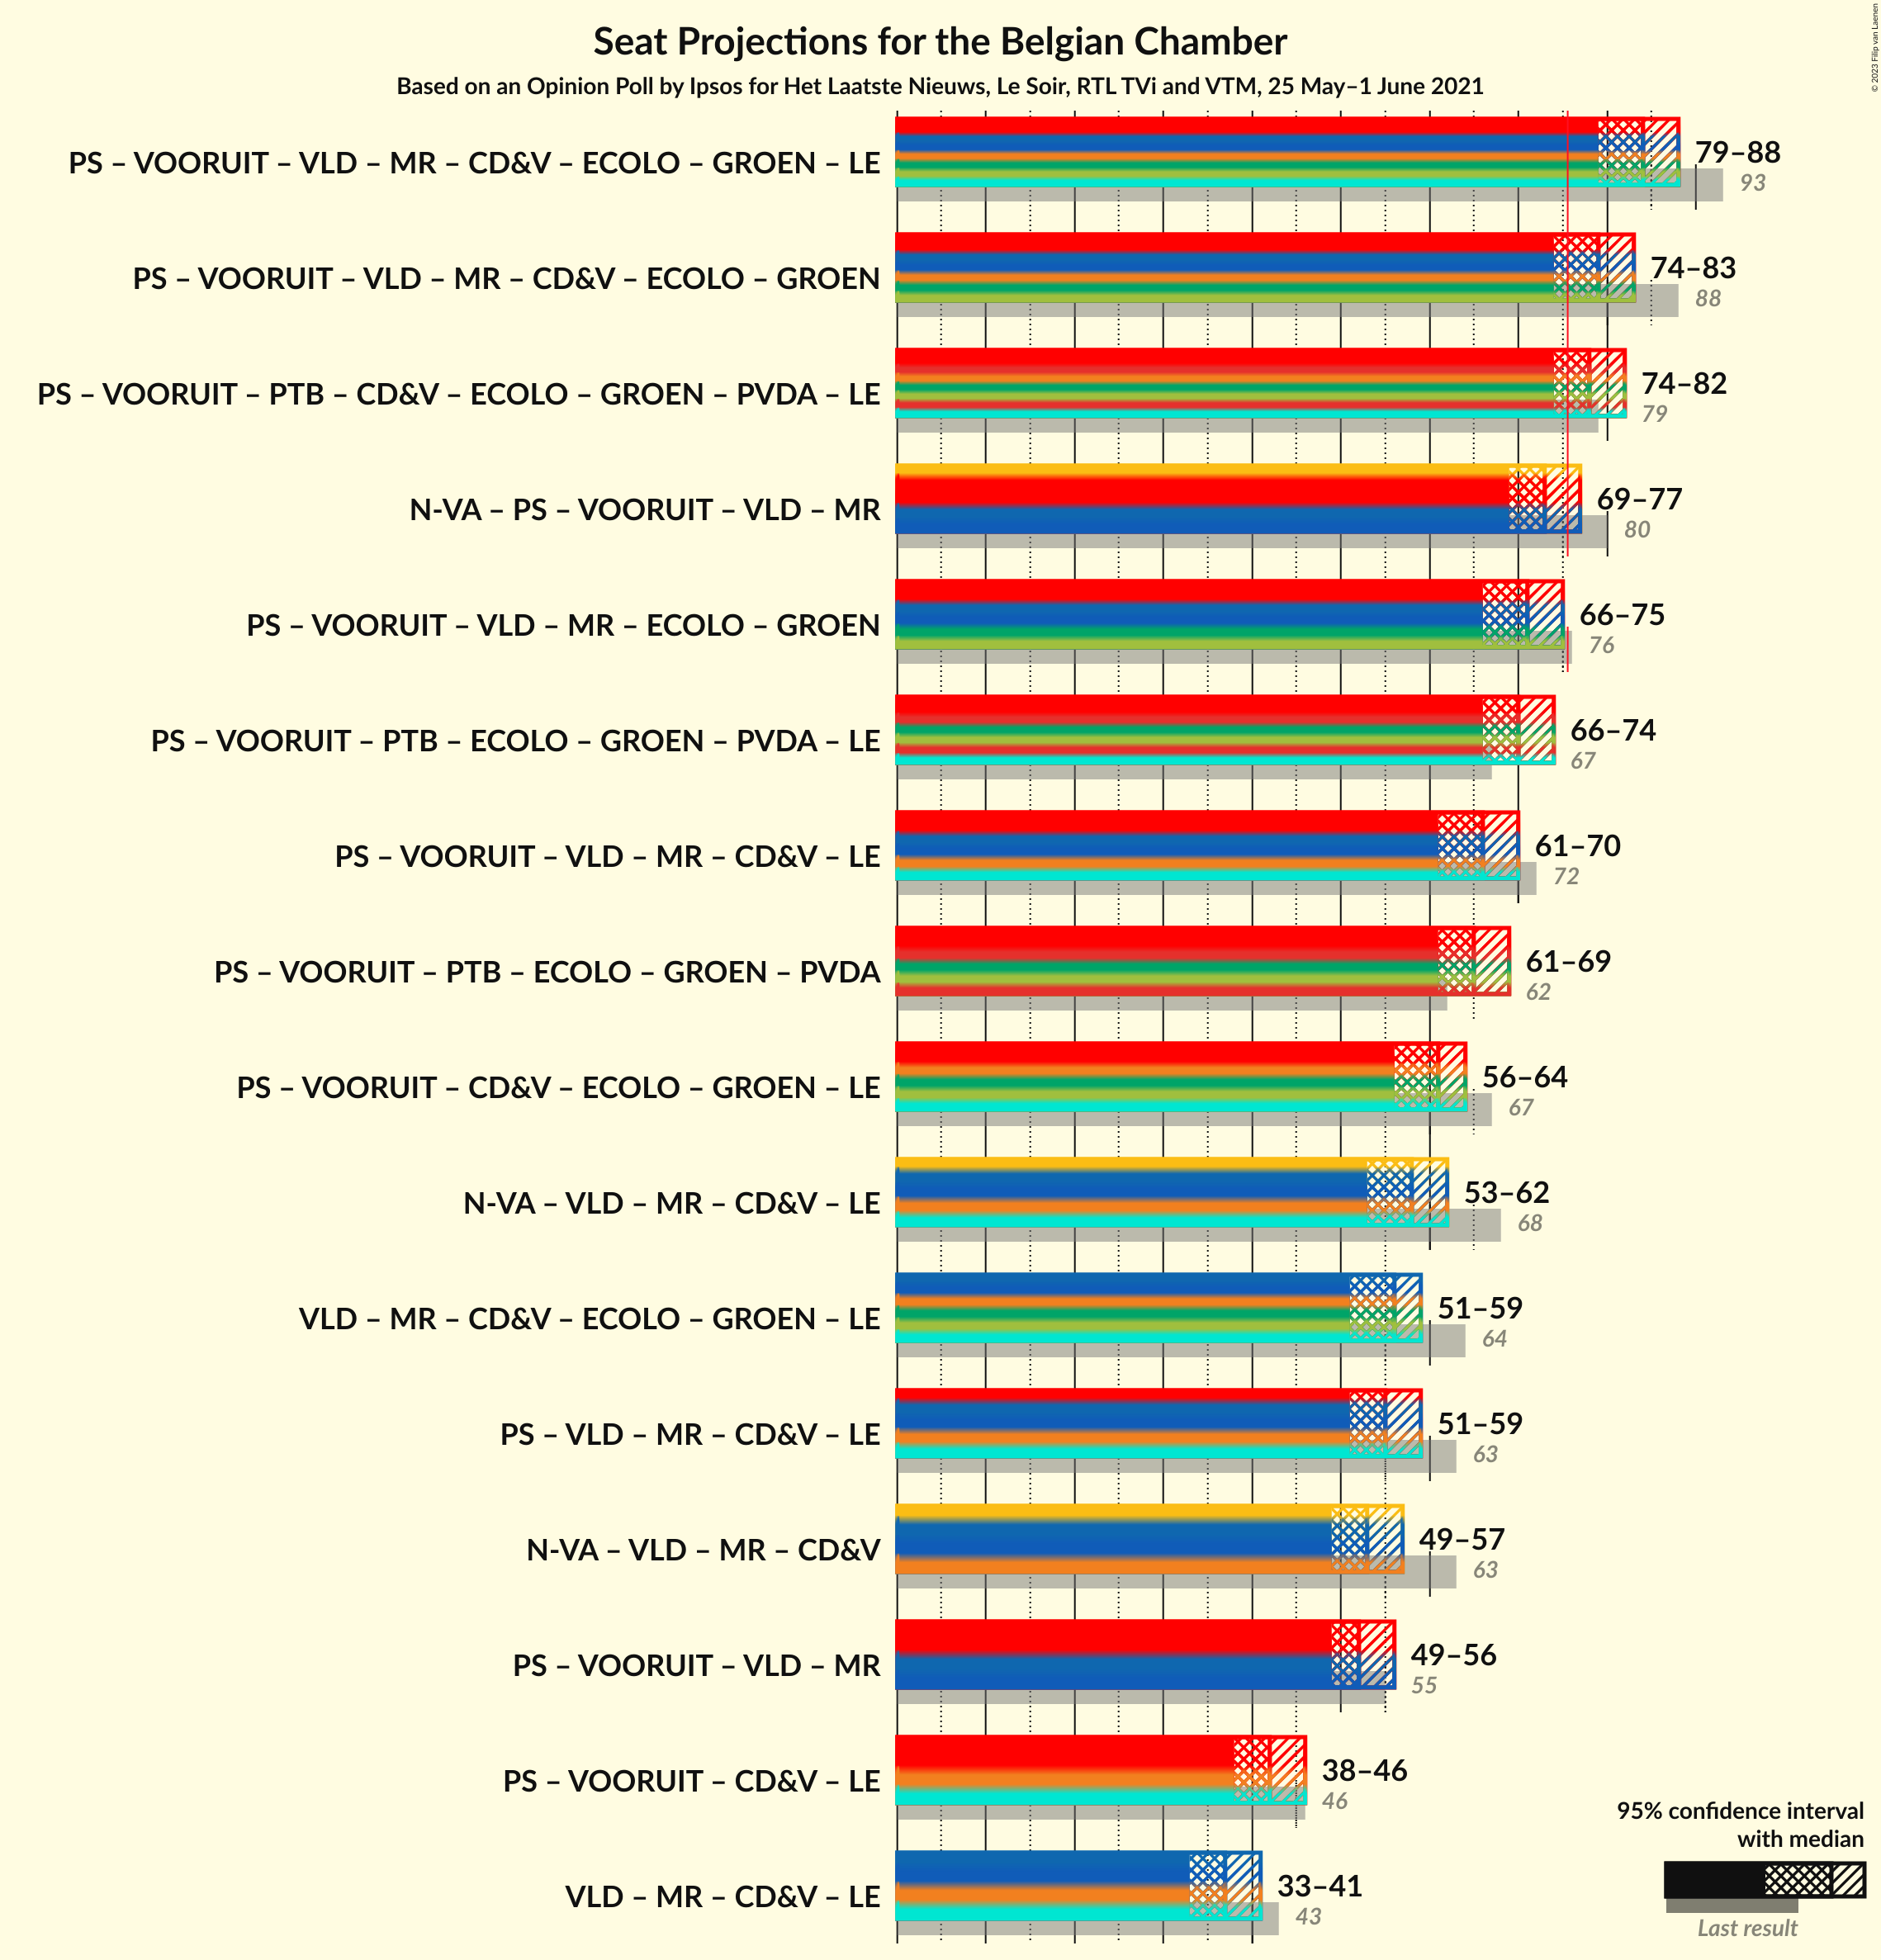 Seat Projections for the Belgian Chamber
Based on an Opinion Poll by Ipsos for Het Laatste Nieuws, Le Soir, RTL TVi and VTM, 25 May–1 June 2021
© 2023 Filip van Laenen
PS – VOORUIT – VLD – MR – CD&V – ECOLO – GROEN – LE
79–88
93
PS – VOORUIT – VLD – MR – CD&V – ECOLO – GROEN
74–83
88
PS – VOORUIT – PTB – CD&V – ECOLO – GROEN – PVDA – LE
74–82
79
N-VA – PS – VOORUIT – VLD – MR
69–77
80
PS – VOORUIT – VLD – MR – ECOLO – GROEN
66–75
76
PS – VOORUIT – PTB – ECOLO – GROEN – PVDA – LE
66–74
67
PS – VOORUIT – VLD – MR – CD&V – LE
61–70
72
PS – VOORUIT – PTB – ECOLO – GROEN – PVDA
61–69
62
PS – VOORUIT – CD&V – ECOLO – GROEN – LE
56–64
67
N-VA – VLD – MR – CD&V – LE
53–62
68
VLD – MR – CD&V – ECOLO – GROEN – LE
51–59
64
PS – VLD – MR – CD&V – LE
51–59
63
N-VA – VLD – MR – CD&V
49–57
63
PS – VOORUIT – VLD – MR
49–56
55
PS – VOORUIT – CD&V – LE
38–46
46
VLD – MR – CD&V – LE
33–41
43
95% confidence interval
with median
Last result